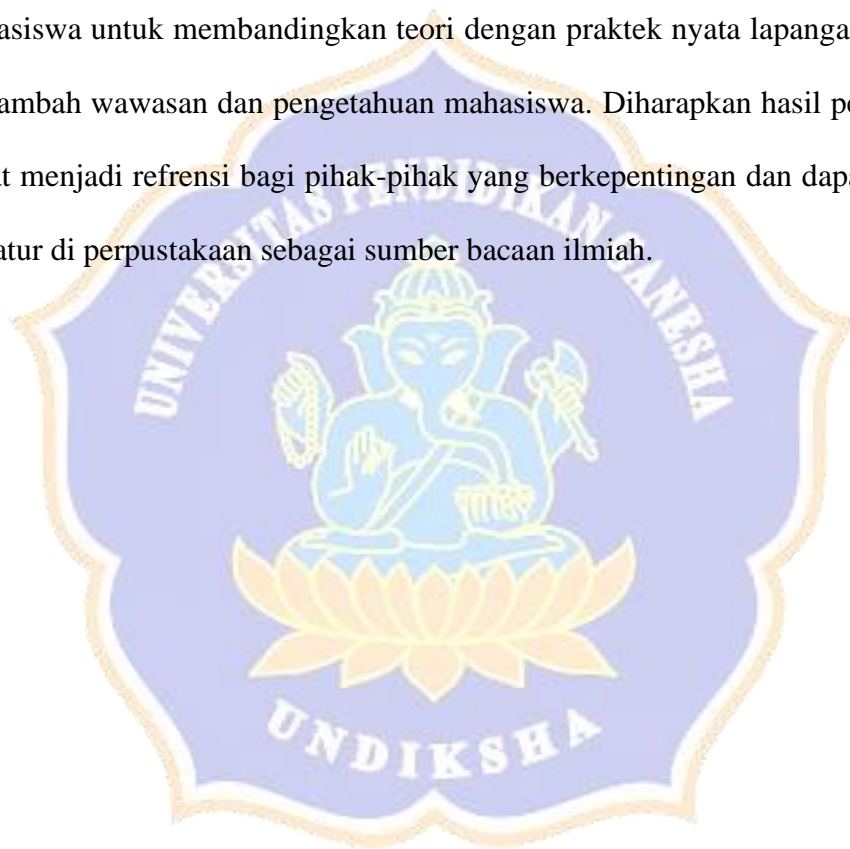 asiswa untuk membandingkan teori dengan praktek nyata lapanga
ambah wawasan dan pengetahuan mahasiswa. Diharapkan hasil pe
at menjadi refrensi bagi pihak-pihak yang berkepentingan dan dapa
atur di perpustakaan sebagai sumber bacaan ilmiah.
UNIVERSITAS PENDIDIKAN GANESHA
UNDIKSHA